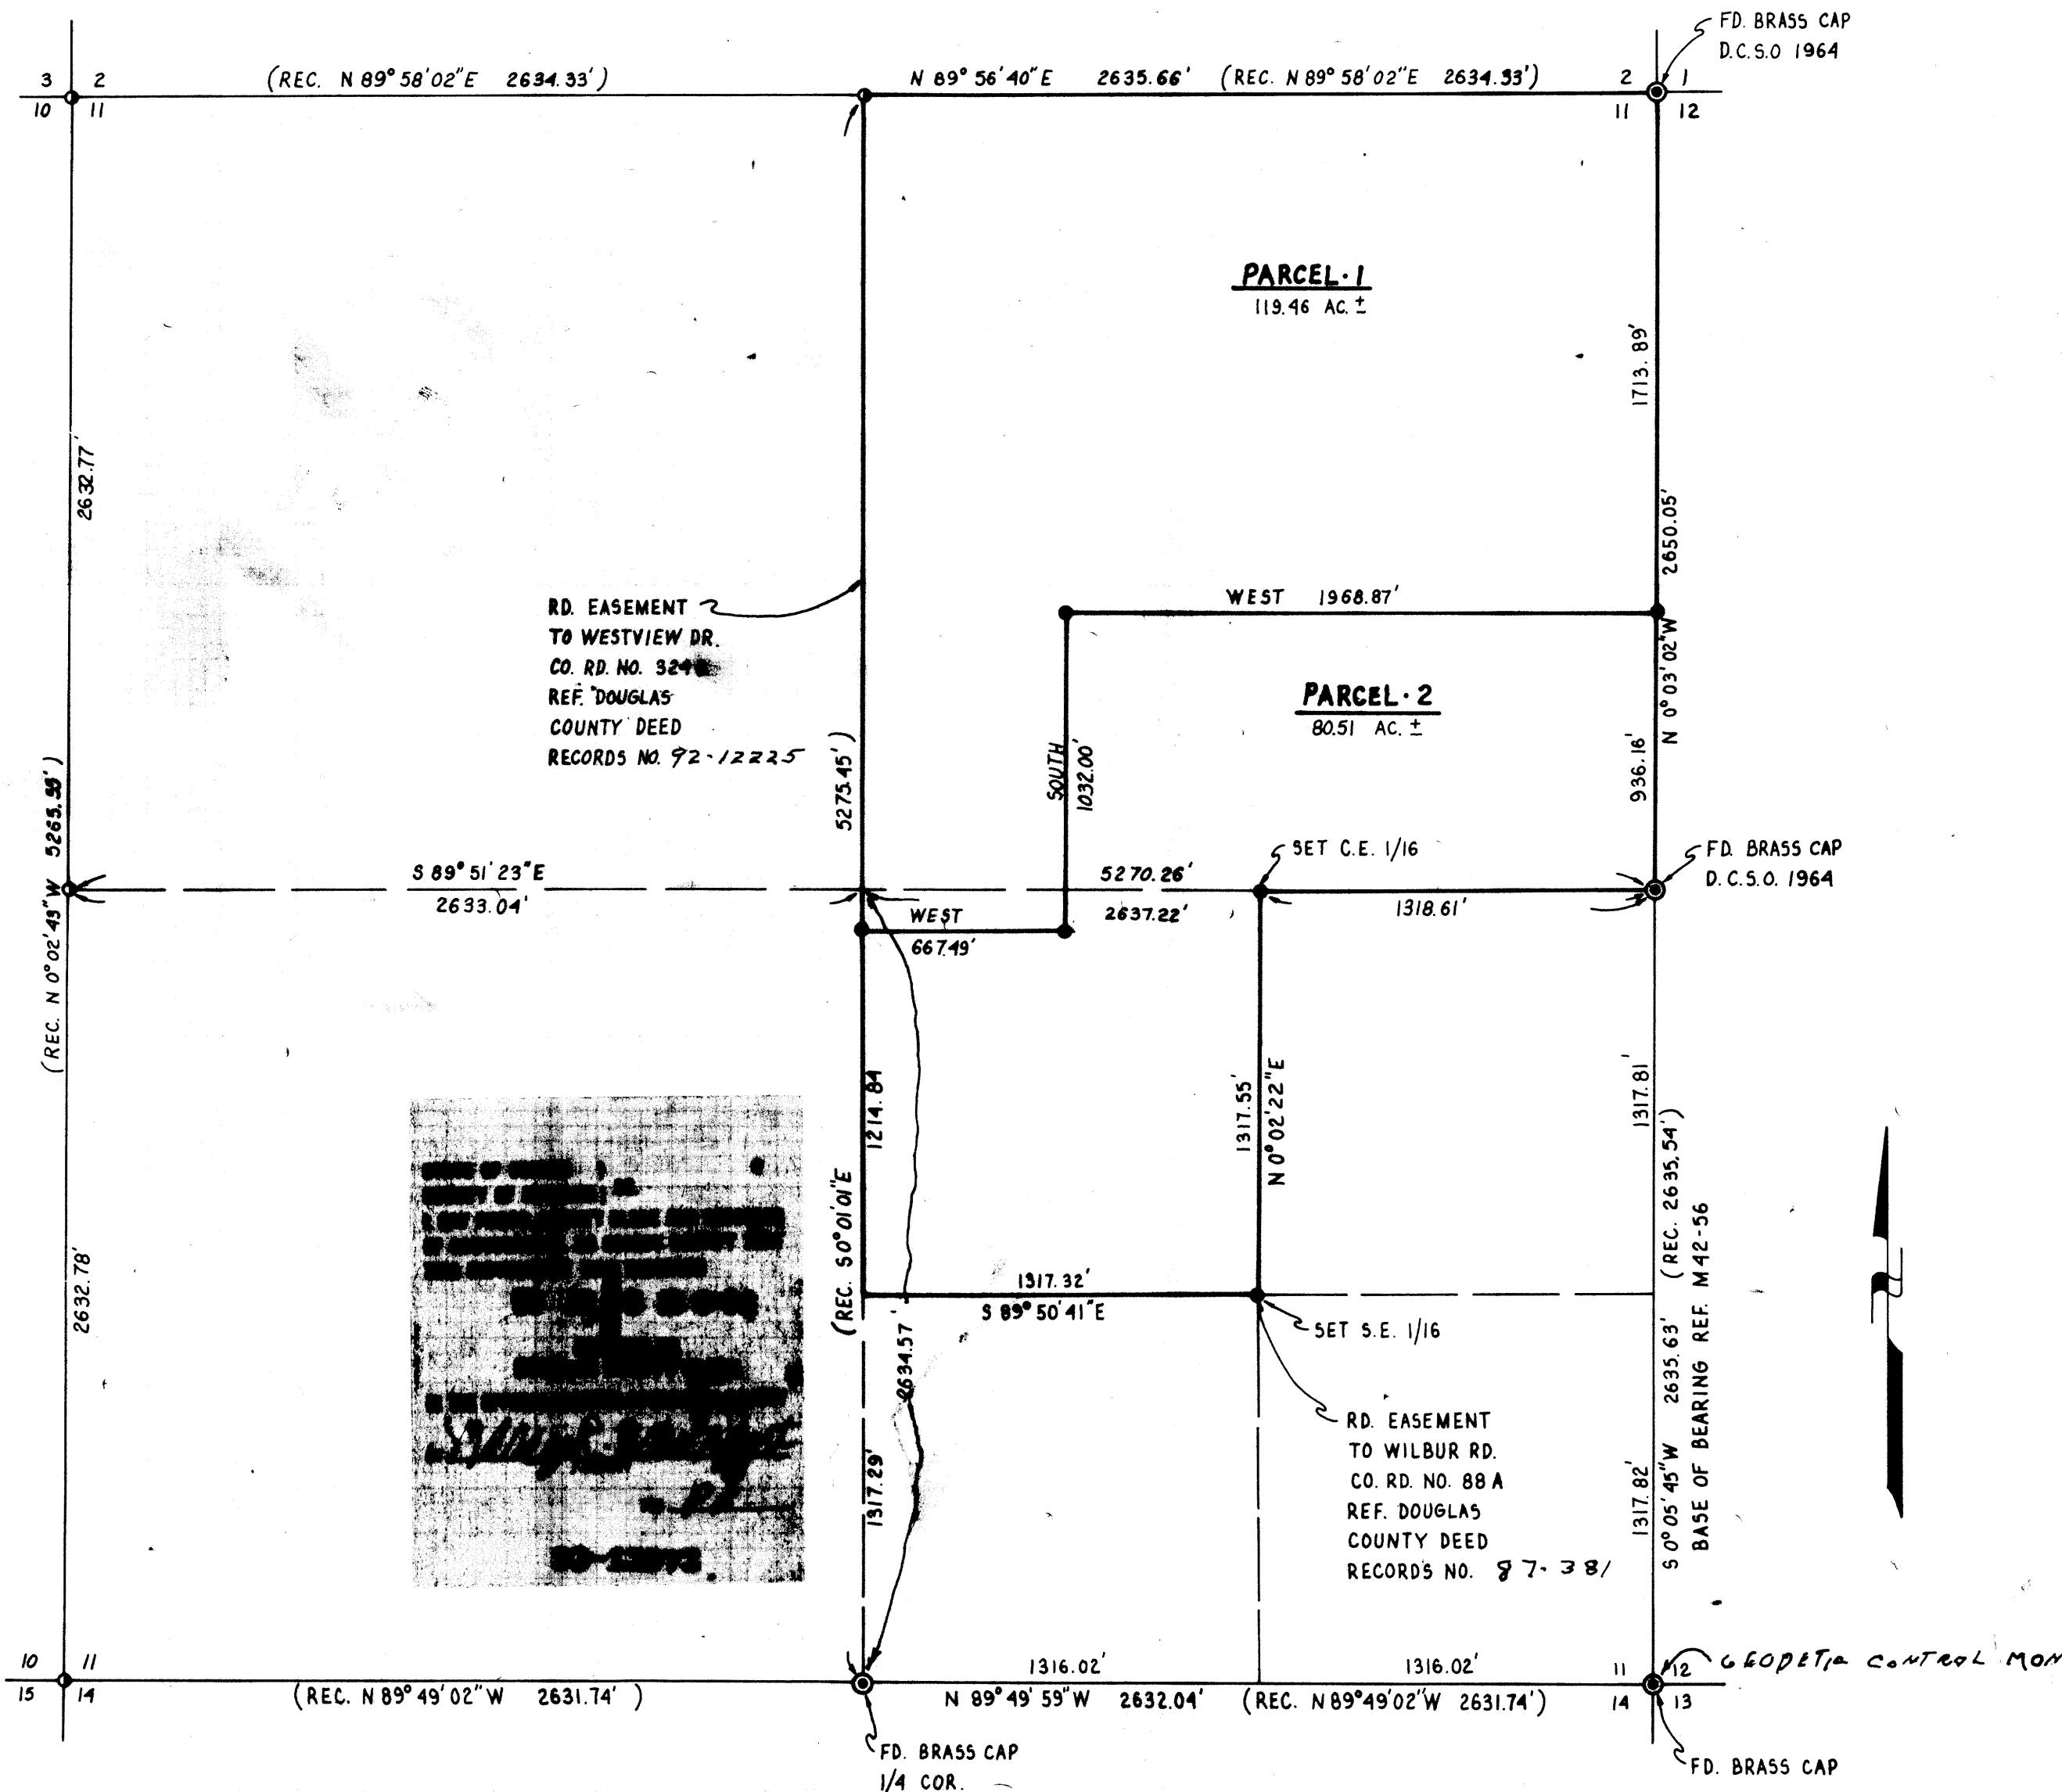 FD. BRASS CAP
D.C.S.O 1964
3 2
(REC. N 89° 58' 02" E 2634.33')
N 89° 56' 40" E 2635.66' (REC. N 89° 58' 02" E 2634.33')
2 1
10 11
11 12
PARCEL · 1
119.46 AC. ±
1713.89'
2632.77'
2650.05'
N 0° 03' 02" W
WEST 1968.87'
RD. EASEMENT
TO WESTVIEW DR.
CO. RD. NO.
REF. DOUGLAS
COUNTY DEED
RECORDS NO. 92-12225
PARCEL · 2
80.51 AC. ±
SOUTH
1032.00'
936.16'
5275.45')
(REC. N 0° 02' 43" W
SET C.E. 1/16
FD. BRASS CAP
D.C.S.O. 1964
S 89° 51' 23" E
5270.26'
2633.04'
WEST
2637.22'
1318.61'
667.49'
1214.84
1317.55'
N 0° 02' 22" E
1317.81'
(REC. S 0° 01' 01" E
(REC. 2635.54')
2632.78'
1317.32'
S 89° 50' 41" E
SET S.E. 1/16
2634.57'
2635.63'
S 0° 05' 45" W
BASE OF BEARING REF. M42-56
1317.29'
1317.82'
RD. EASEMENT
TO WILBUR RD.
CO. RD. NO. 88 A
REF. DOUGLAS
COUNTY DEED
RECORDS NO. 87-381
10 11
1316.02'
1316.02'
11 12
GEODETIC CONTROL MON
15 14
(REC. N 89° 49' 02" W 2631.74')
N 89° 49' 59" W 2632.04' (REC. N 89° 49' 02" W 2631.74')
14 13
FD. BRASS CAP
1/4 COR.
FD. BRASS CAP